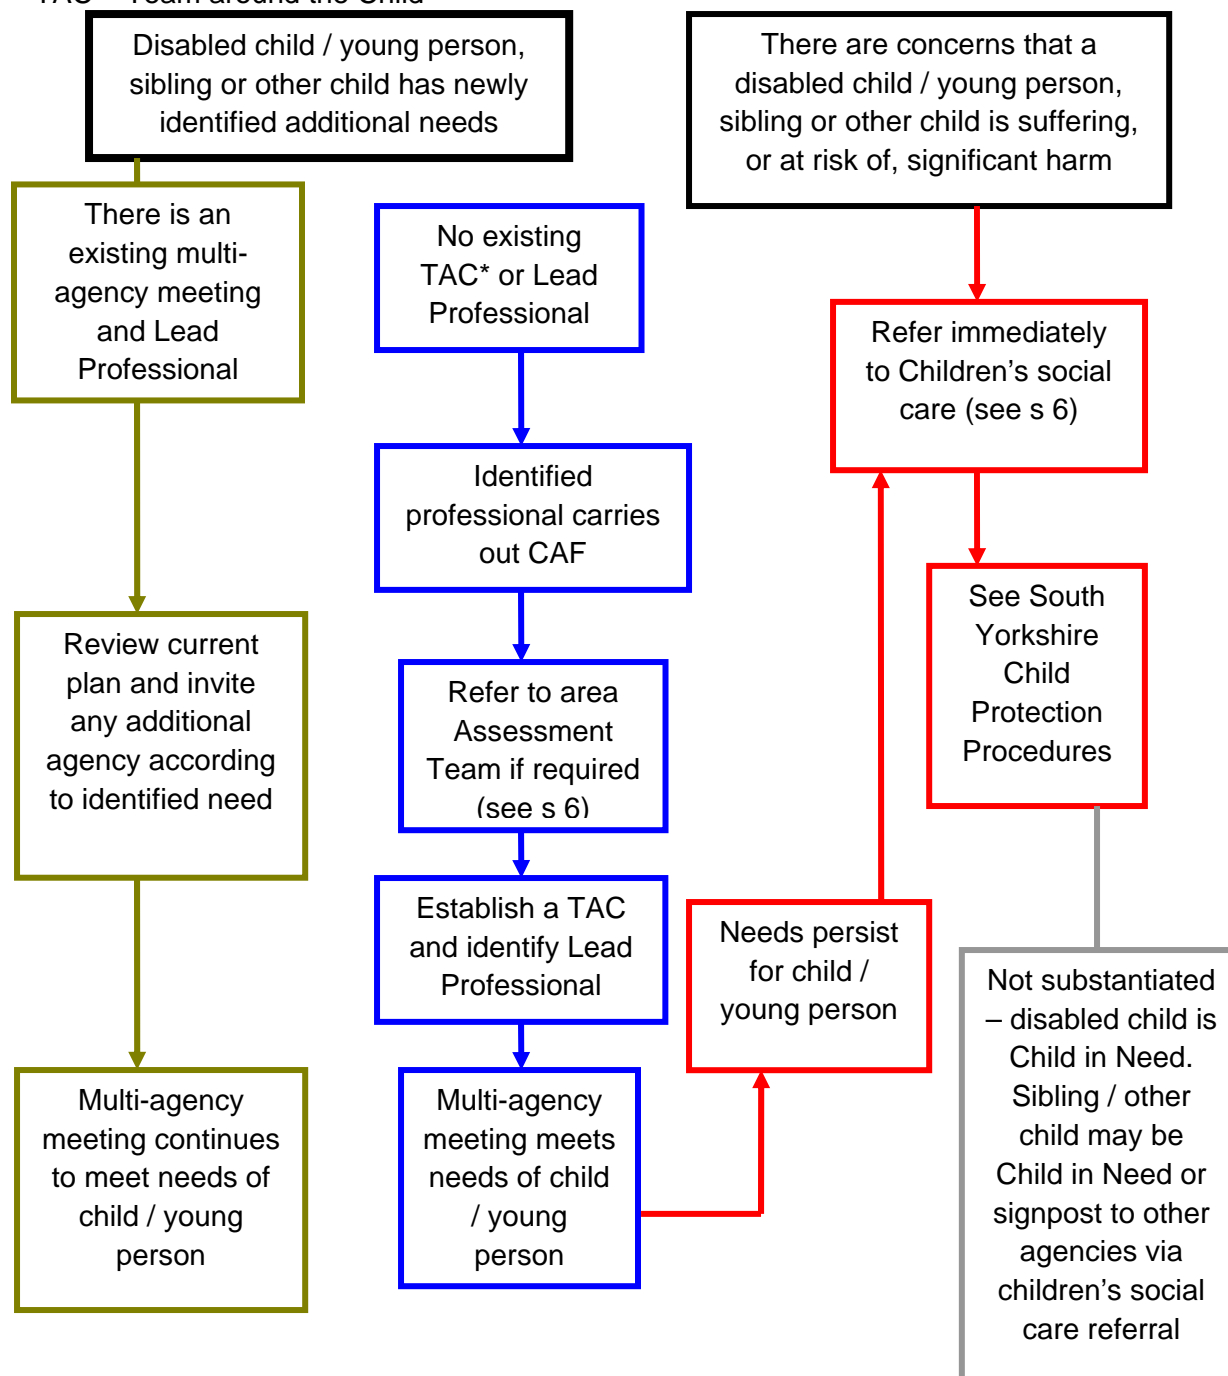 TAC – Team around the Child
Disabled child / young person,
sibling or other child has newly
identified additional needs
There are concerns that a
disabled child / young person,
sibling or other child is suffering,
or at risk of, significant harm
There is an
existing multi-
agency meeting
and Lead
Professional
No existing
TAC* or Lead
Professional
Refer immediately
to Children’s social
care (see s 6)
Identified
professional carries
out CAF
See South
Yorkshire
Child
Protection
Procedures
Review current
plan and invite
any additional
agency according
to identified need
Refer to area
Assessment
Team if required
(see s 6)
Establish a TAC
and identify Lead
Professional
Needs persist
for child /
young person
Not substantiated
– disabled child is
Child in Need.
Sibling / other
child may be
Child in Need or
signpost to other
agencies via
children’s social
care referral
Multi-agency
meeting continues
to meet needs of
child / young
person
Multi-agency
meeting meets
needs of child
/ young
person